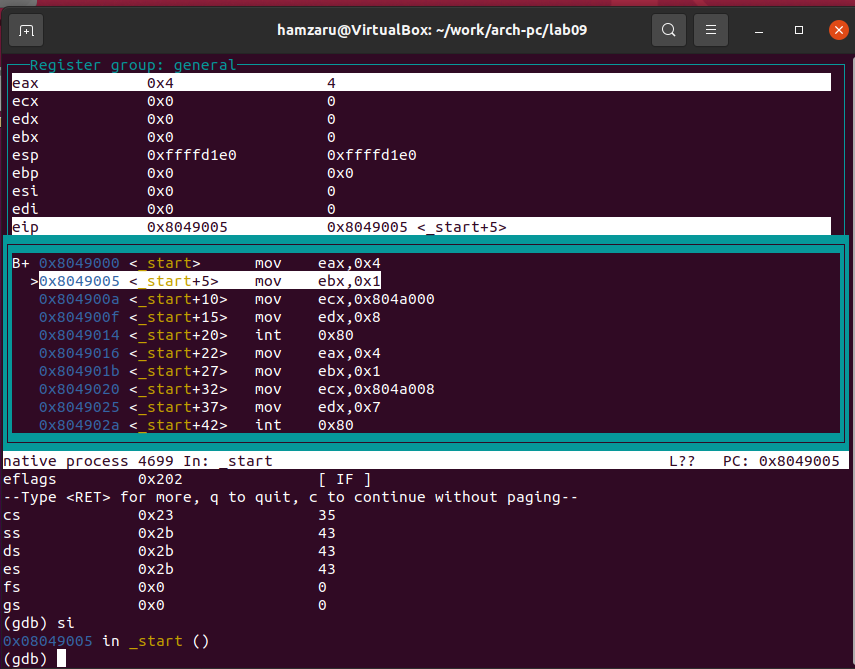 hamzaru@VirtualBox: ~/work/arch-pc/lab09
Register group: general
eax            0x4                 4
ecx            0x0                 0
edx            0x0                 0
ebx            0x0                 0
esp            0xffffd1e0          0xffffd1e0
ebp            0x0                 0x0
esi            0x0                 0
edi            0x0                 0
eip            0x8049005           0x8049005 <_start+5>
B+ 0x8049000 <_start>      mov    eax,0x4
  >0x8049005 <_start+5>    mov    ebx,0x1
   0x804900a <_start+10>   mov    ecx,0x804a000
   0x804900f <_start+15>   mov    edx,0x8
   0x8049014 <_start+20>   int    0x80
   0x8049016 <_start+22>   mov    eax,0x4
   0x804901b <_start+27>   mov    ebx,0x1
   0x8049020 <_start+32>   mov    ecx,0x804a008
   0x8049025 <_start+37>   mov    edx,0x7
   0x804902a <_start+42>   int    0x80
native process 4699 In: _start                                            L??   PC: 0x8049005
eflags         0x202               [ IF ]
--Type <RET> for more, q to quit, c to continue without paging--
cs             0x23                35
ss             0x2b                43
ds             0x2b                43
es             0x2b                43
fs             0x0                 0
gs             0x0                 0
(gdb) si
0x08049005 in _start ()
(gdb)